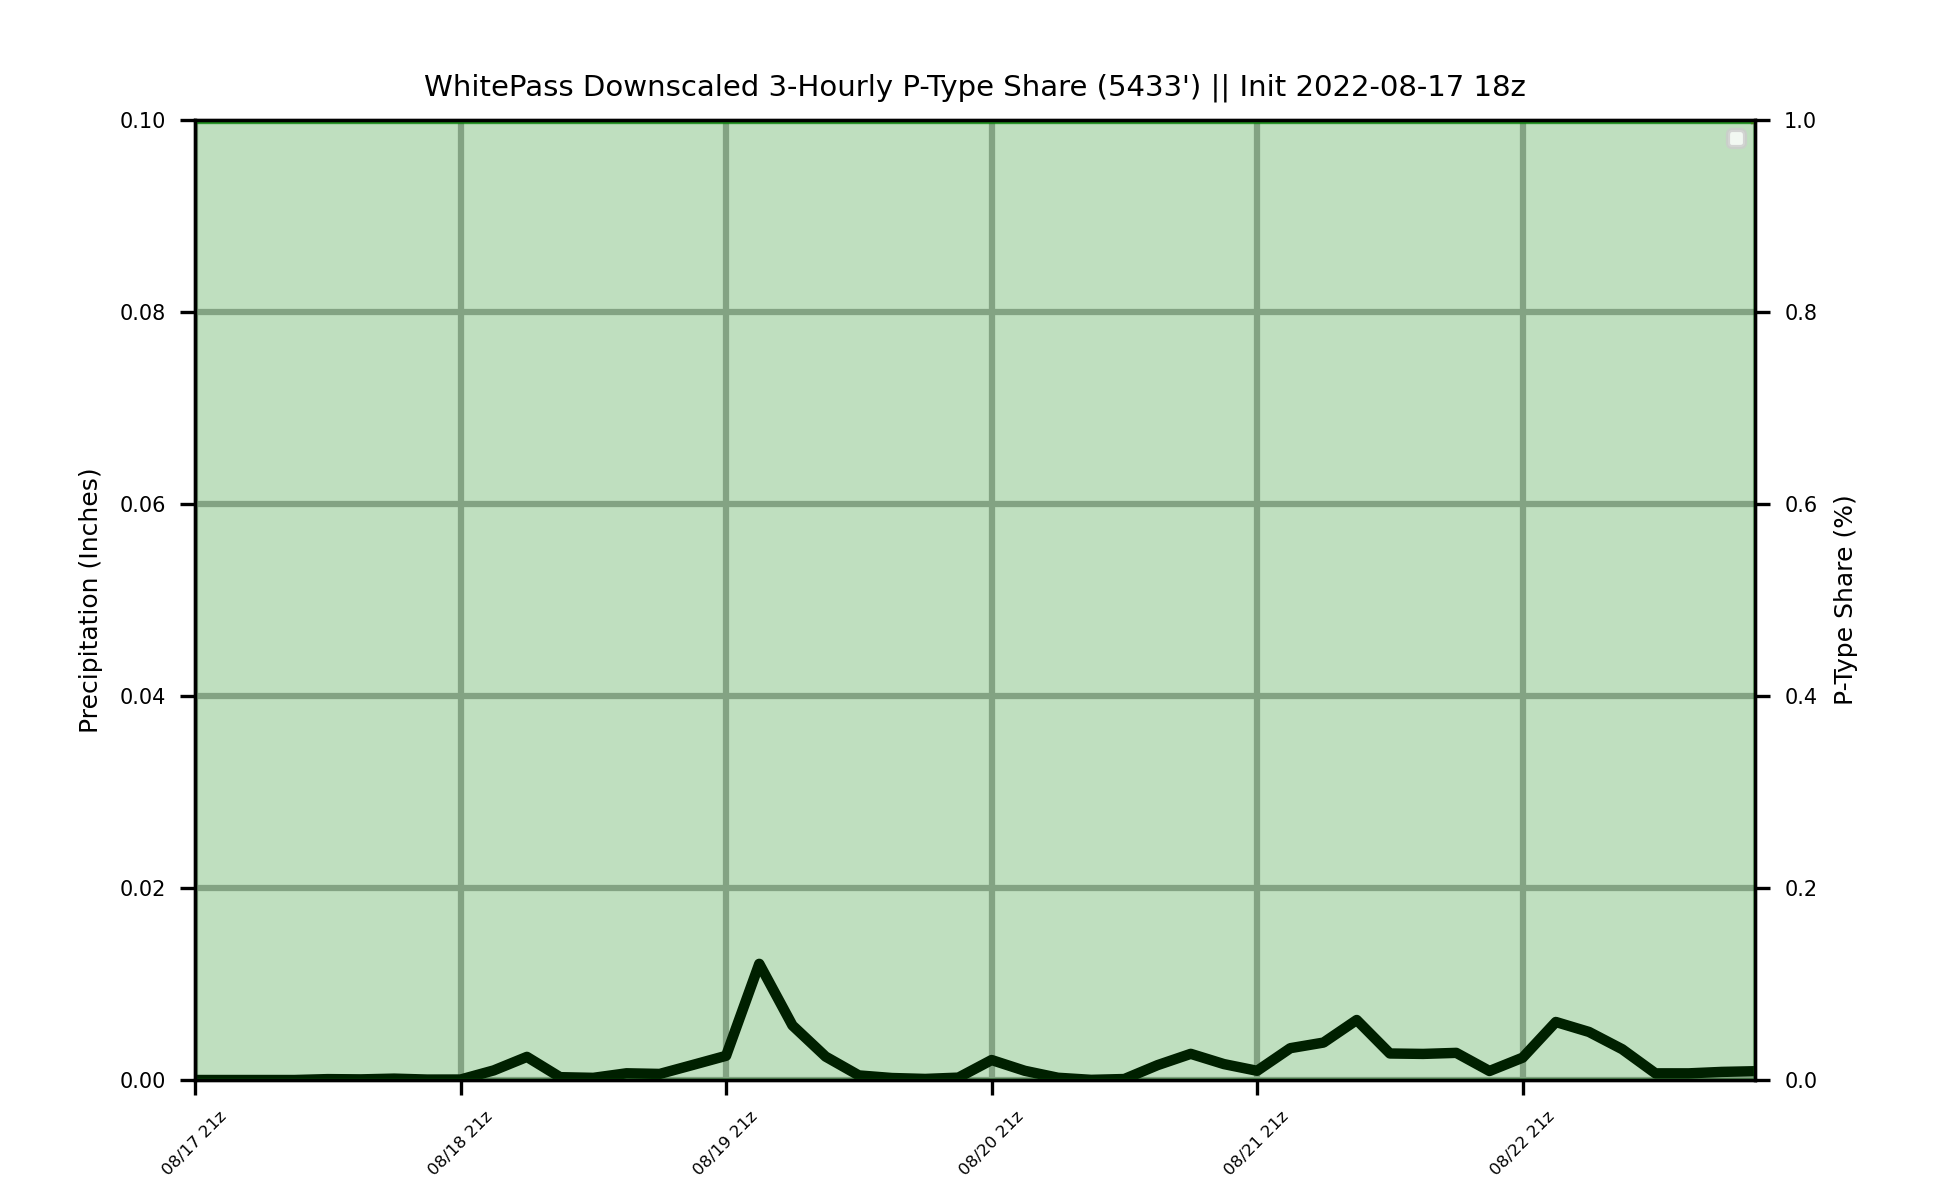 WhitePass Downscaled 3-Hourly P-Type Share (5433') || Init 2022-08-17 18z
0.10
0.08
0.06
0.04
0.02
0.00
Precipitation (Inches)
1.0
0.8
0.6
0.4
0.2
0.0
P-Type Share (%)
08/17 21z
08/18 21z
08/19 21z
08/20 21z
08/21 21z
08/22 21z